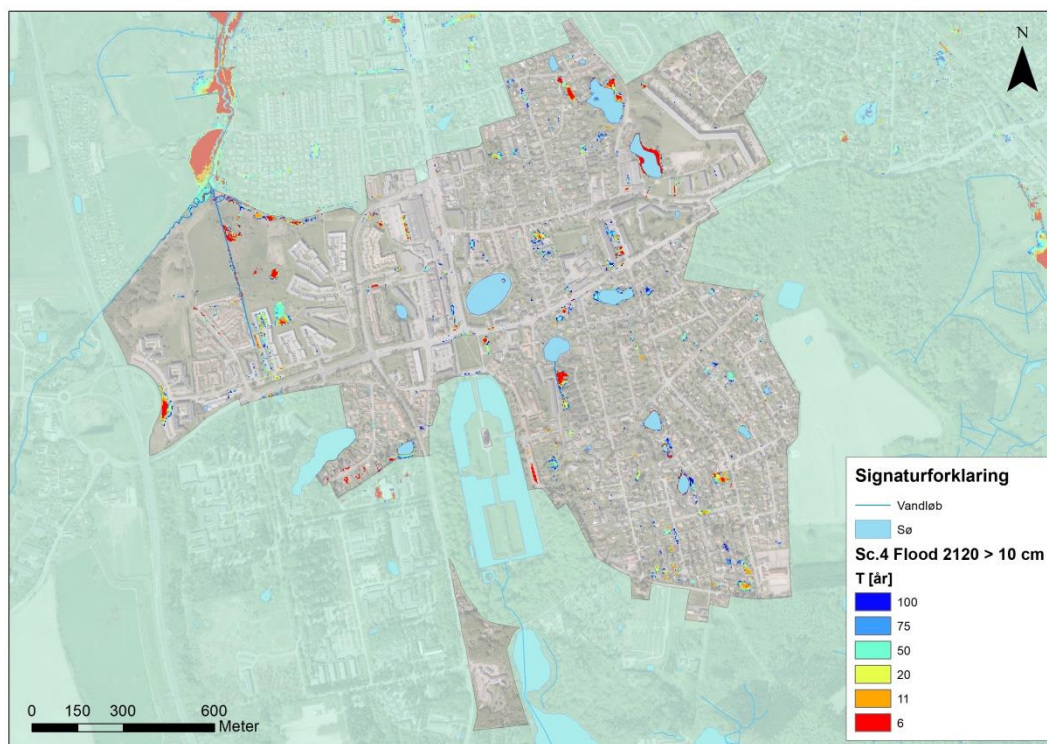 N
Signaturforklaring
Vandløb
Sø
Sc.4 Flood 2120 > 10 cm
T [år]
100
75
50
20
11
6
0 150 300 600
Meter